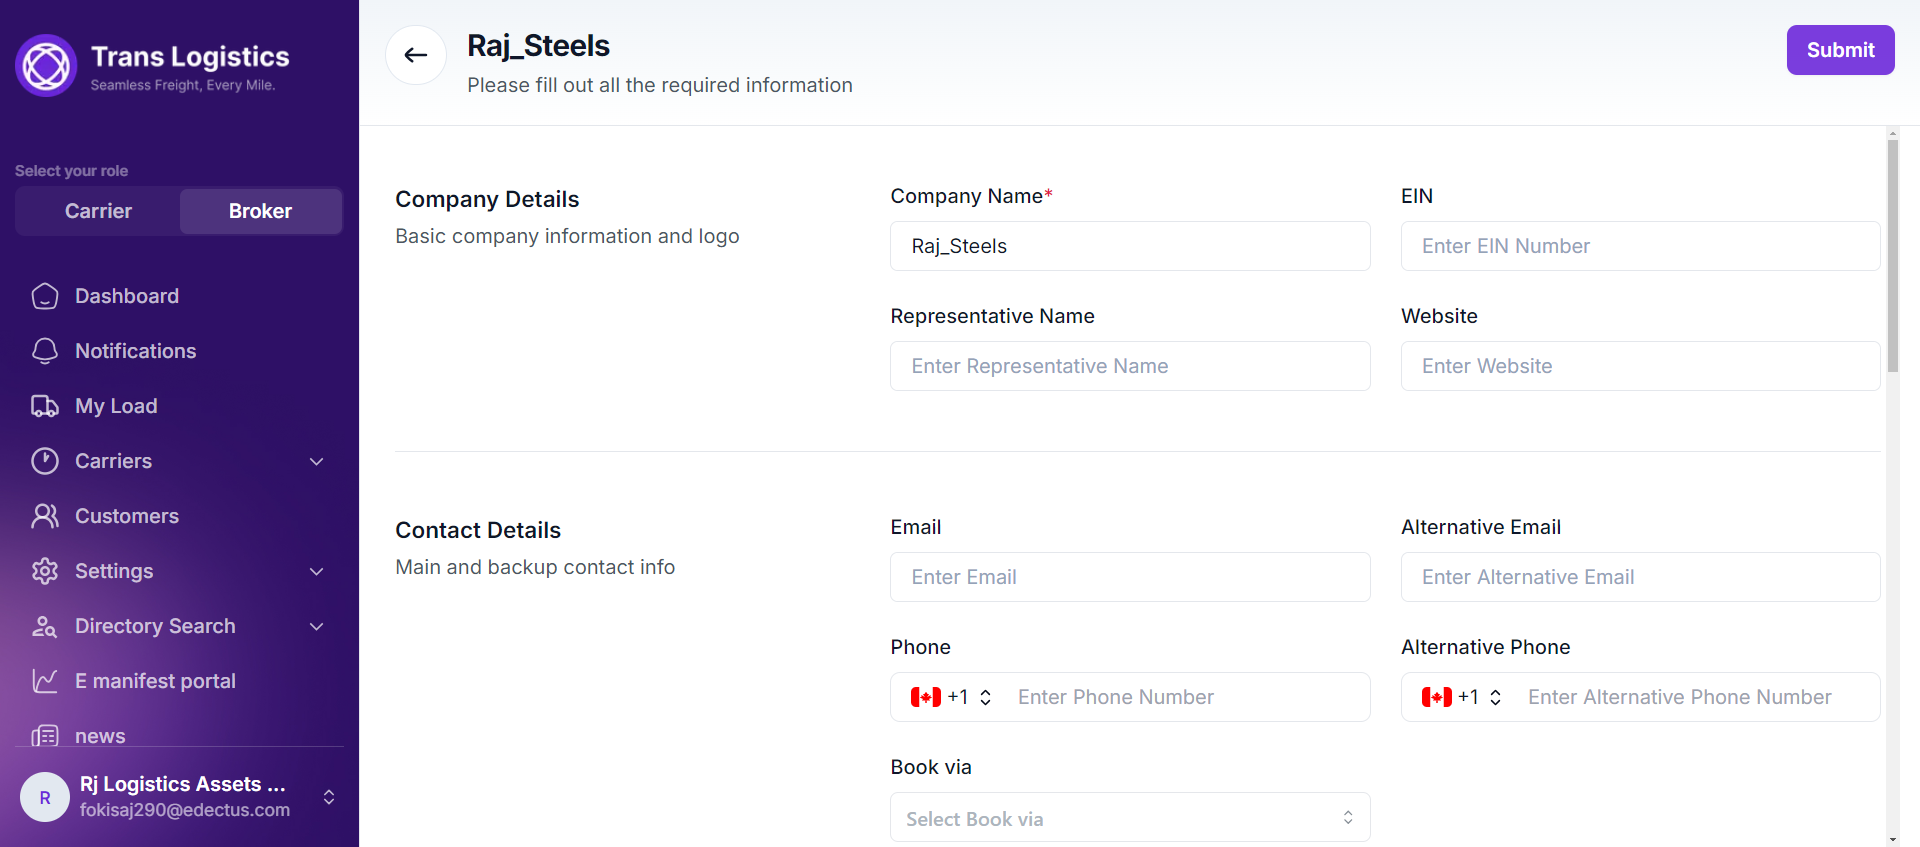 Trans Logistics
Seamless Freight, Every Mile.
Select your role
Carrier
Broker
Dashboard
Notifications
My Load
Carriers
Customers
Settings
Directory Search
E manifest portal
news
R
Rj Logistics Assets ...
fokisaj290@edectus.com
Raj_Steels
Please fill out all the required information
Submit
Company Details
Basic company information and logo
Company Name*
Raj_Steels
EIN
Enter EIN Number
Representative Name
Enter Representative Name
Website
Enter Website
Contact Details
Main and backup contact info
Email
Enter Email
Alternative Email
Enter Alternative Email
Phone
+1 Enter Phone Number
Alternative Phone
+1 Enter Alternative Phone Number
Book via
Select Book via